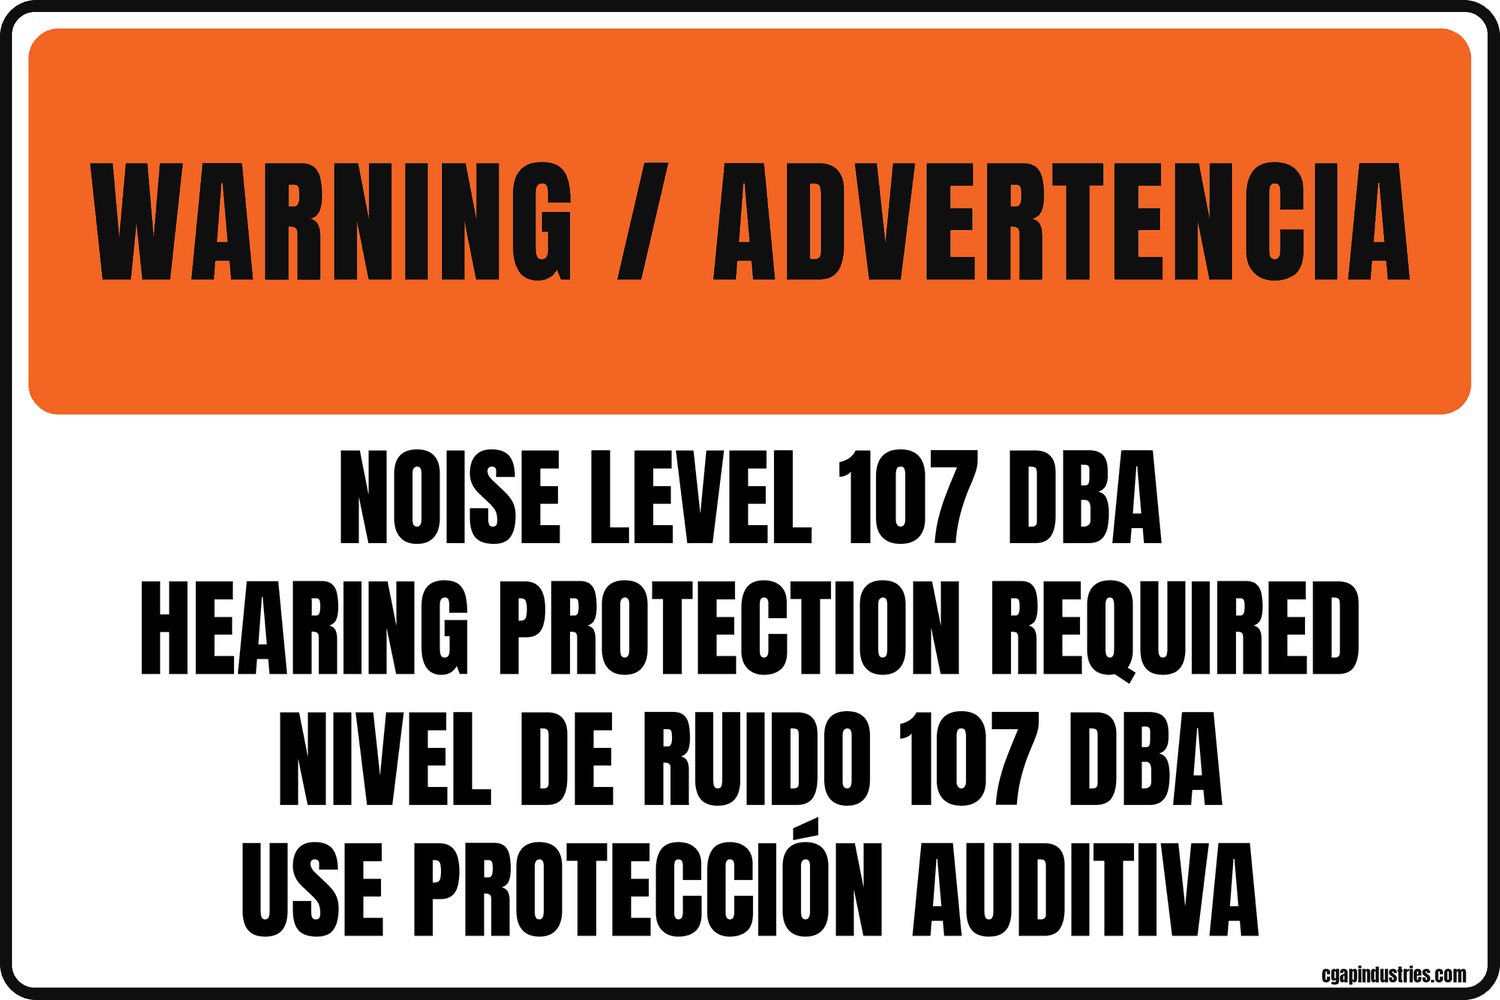 WARNING / ADVERTENCIA
NOISE LEVEL 107 DBA
HEARING PROTECTION REQUIRED
NIVEL DE RUIDO 107 DBA
USE PROTECCIÓN AUDITIVA
cgapindustries.com